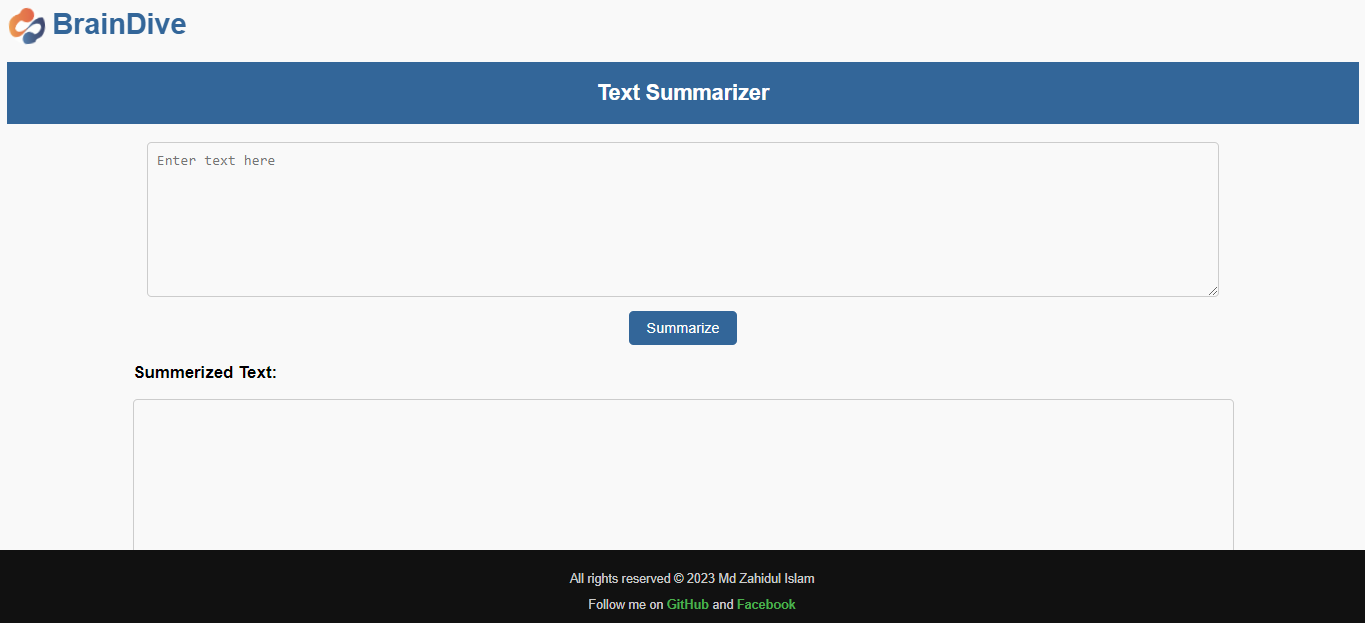 BrainDive
Text Summarizer
Enter text here
Summarize
Summerized Text:
All rights reserved © 2023 Md Zahidul Islam
Follow me on GitHub and Facebook